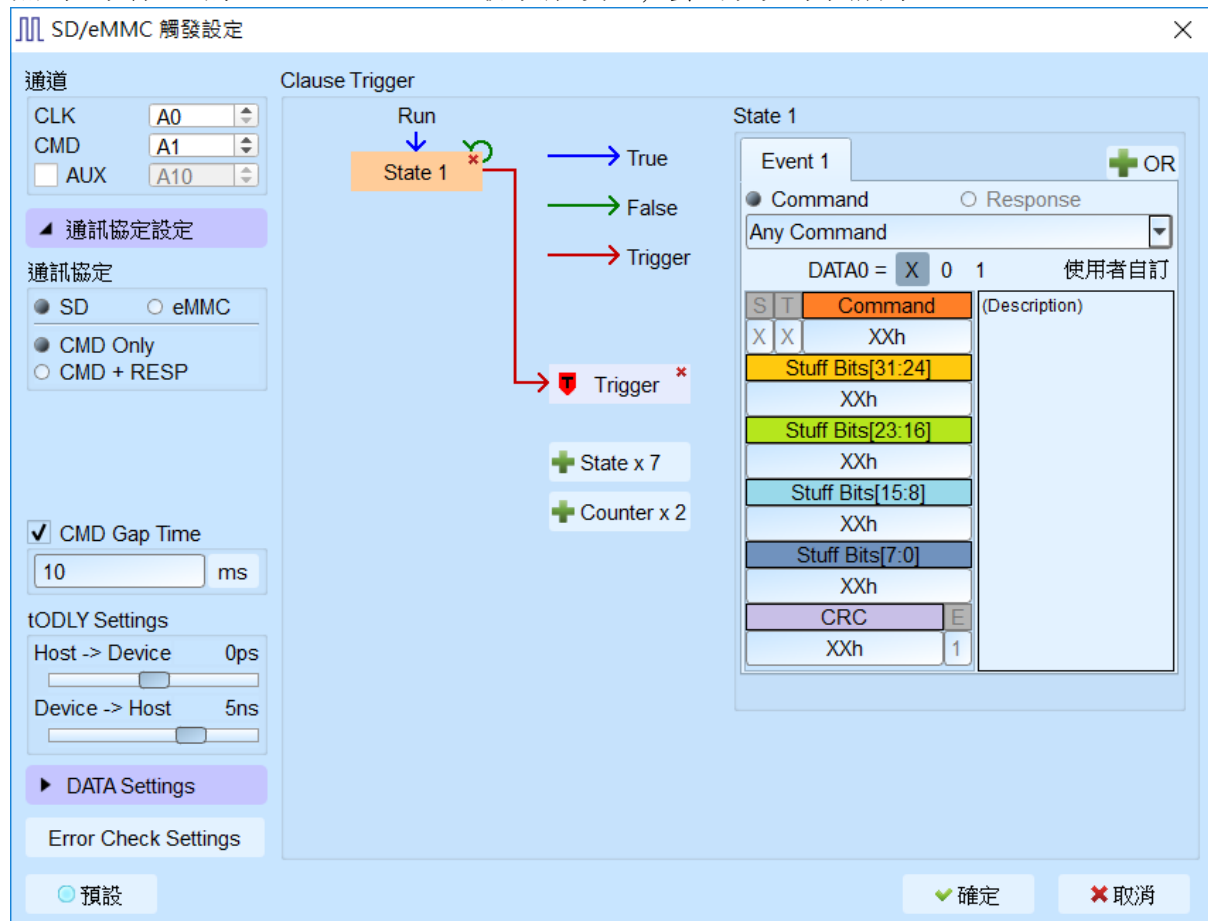 SD/eMMC 觸發設定
通道
CLK A0
CMD A1
AUX A10
通訊協定設定
通訊協定
SD eMMC
CMD Only
CMD + RESP
CMD Gap Time
10 ms
tODLY Settings
Host -> Device 0ps
Device -> Host 5ns
DATA Settings
Error Check Settings
預設
Clause Trigger
Run
State 1
True
False
Trigger
T Trigger
State x 7
Counter x 2
State 1
Event 1 OR
Command Response
Any Command
DATA0 = X 0 1 使用者自訂
S T Command (Description)
X X XXh
Stuff Bits[31:24]
XXh
Stuff Bits[23:16]
XXh
Stuff Bits[15:8]
XXh
Stuff Bits[7:0]
XXh
CRC E
XXh 1
確定 取消